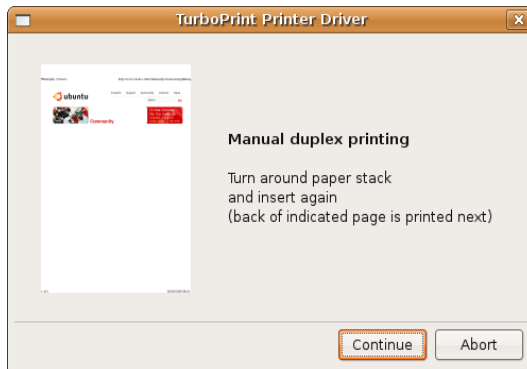 TurboPrint Printer Driver
ubuntu
Community
Manual duplex printing
Turn around paper stack
and insert again
(back of indicated page is printed next)
Continue
Abort